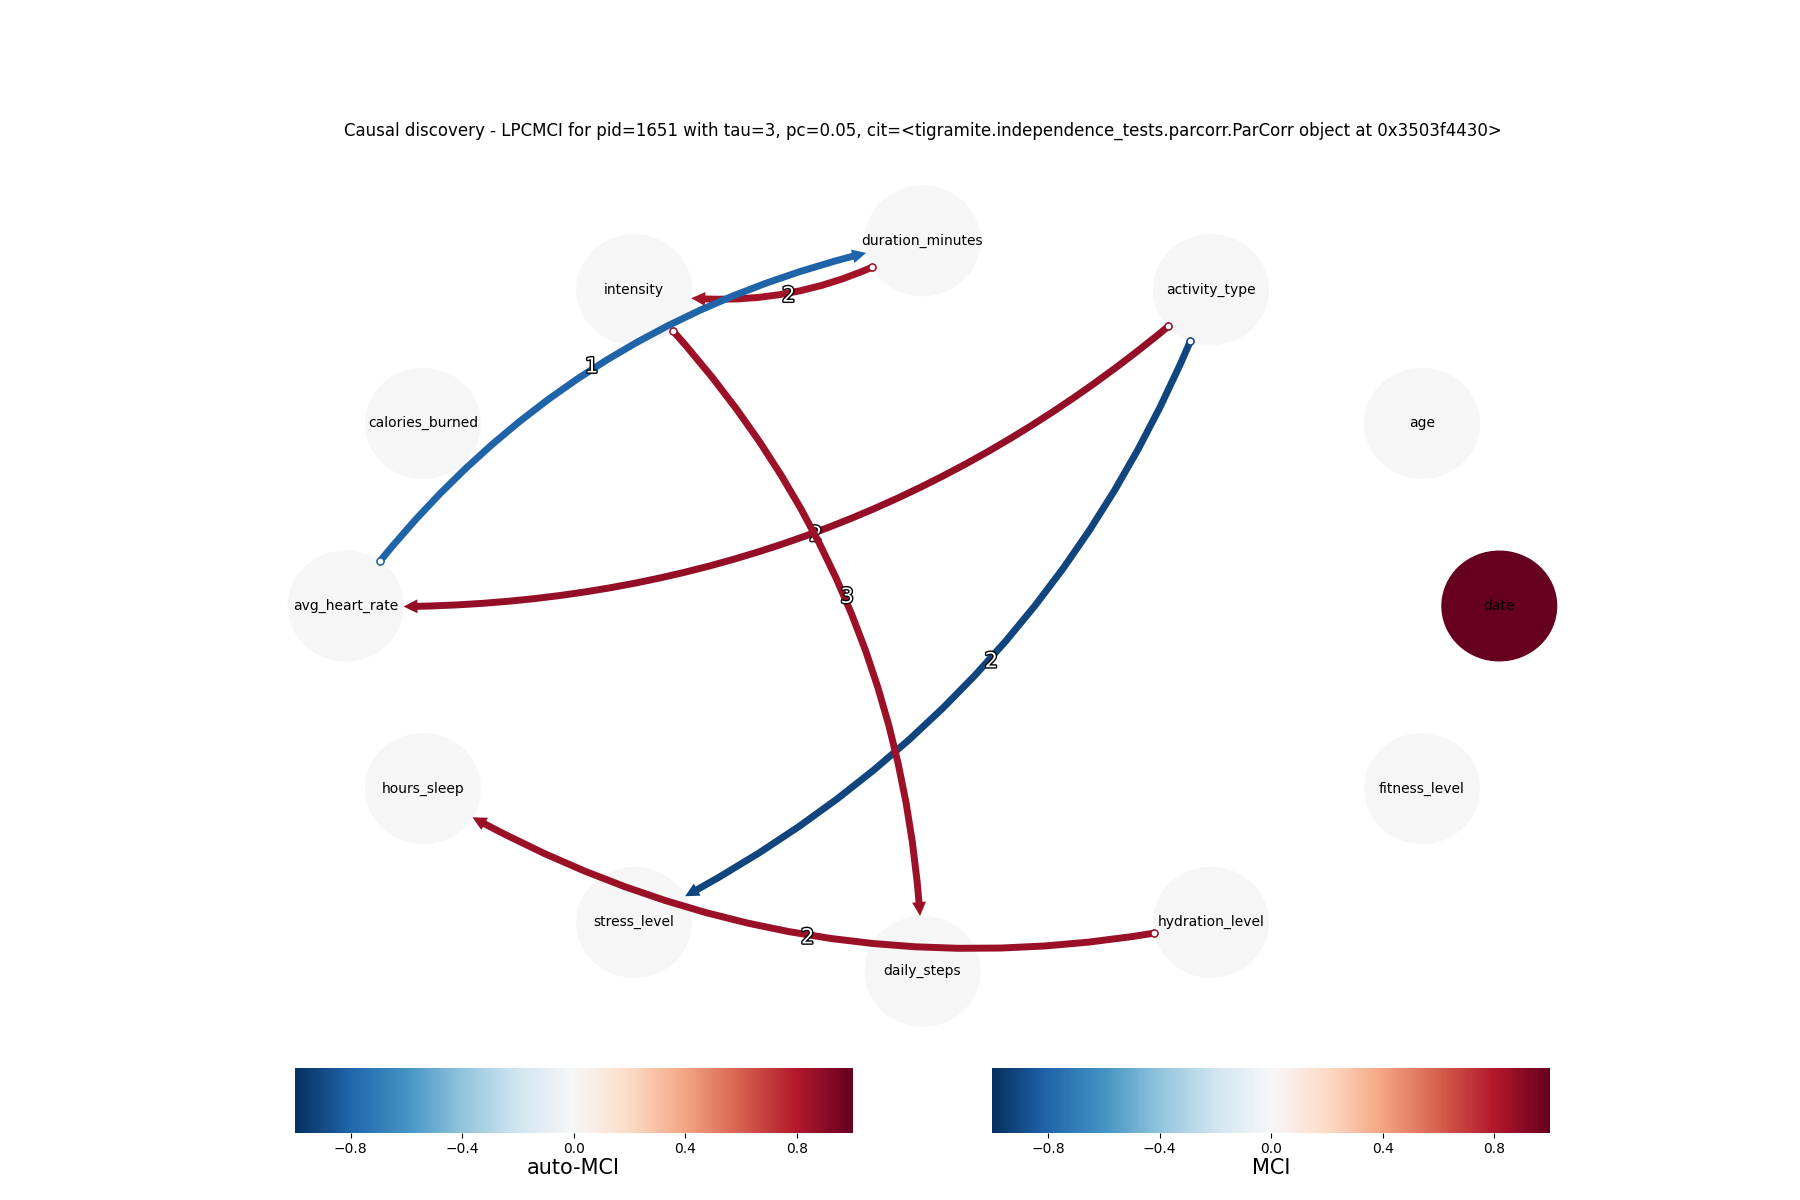 Causal discovery - LPCMCI for pid=1651 with tau=3, pc=0.05, cit=<tigramite.independence_tests.parcorr.ParCorr object at 0x3503f4430>
duration_minutes
intensity
activity_type
2
1
calories_burned
age
3
avg_heart_rate
date
2
hours_sleep
fitness_level
stress_level
hydration_level
2
daily_steps
−0.8 −0.4 0.0 0.4 0.8
auto-MCI
−0.8 −0.4 0.0 0.4 0.8
MCI